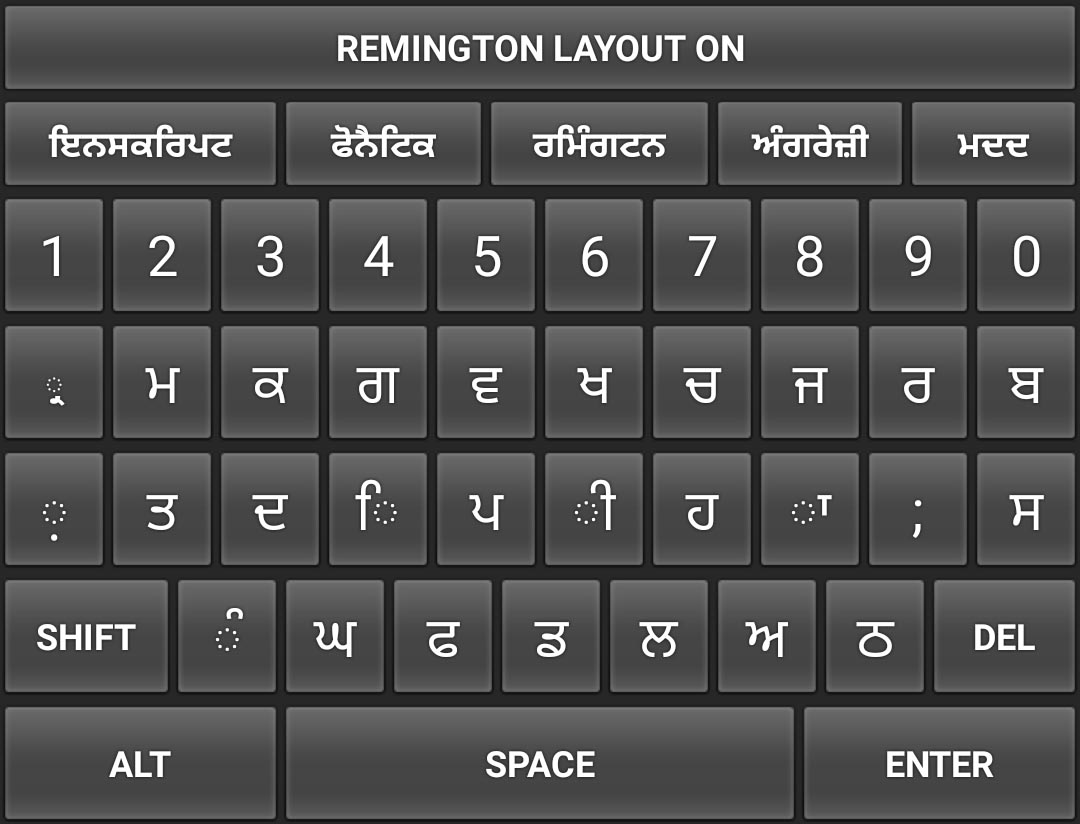 REMINGTON LAYOUT ON
ਇਨਸਕਰਿਪਟ ਫੋਨੈਟਿਕ ਰਮਿੰਗਟਨ ਅੰਗਰੇਜ਼ੀ ਮਦਦ
1 2 3 4 5 6 7 8 9 0
੍ਰ ਮ ਕ ਗ ਵ ਖ ਚ ਜ ਰ ਬ
਼ ਤ ਦ ਿ ਪ ੀ ਹ ਾ ; ਸ
SHIFT ੰ ਘ ਫ ਡ ਲ ਅ ਠ DEL
ALT SPACE ENTER